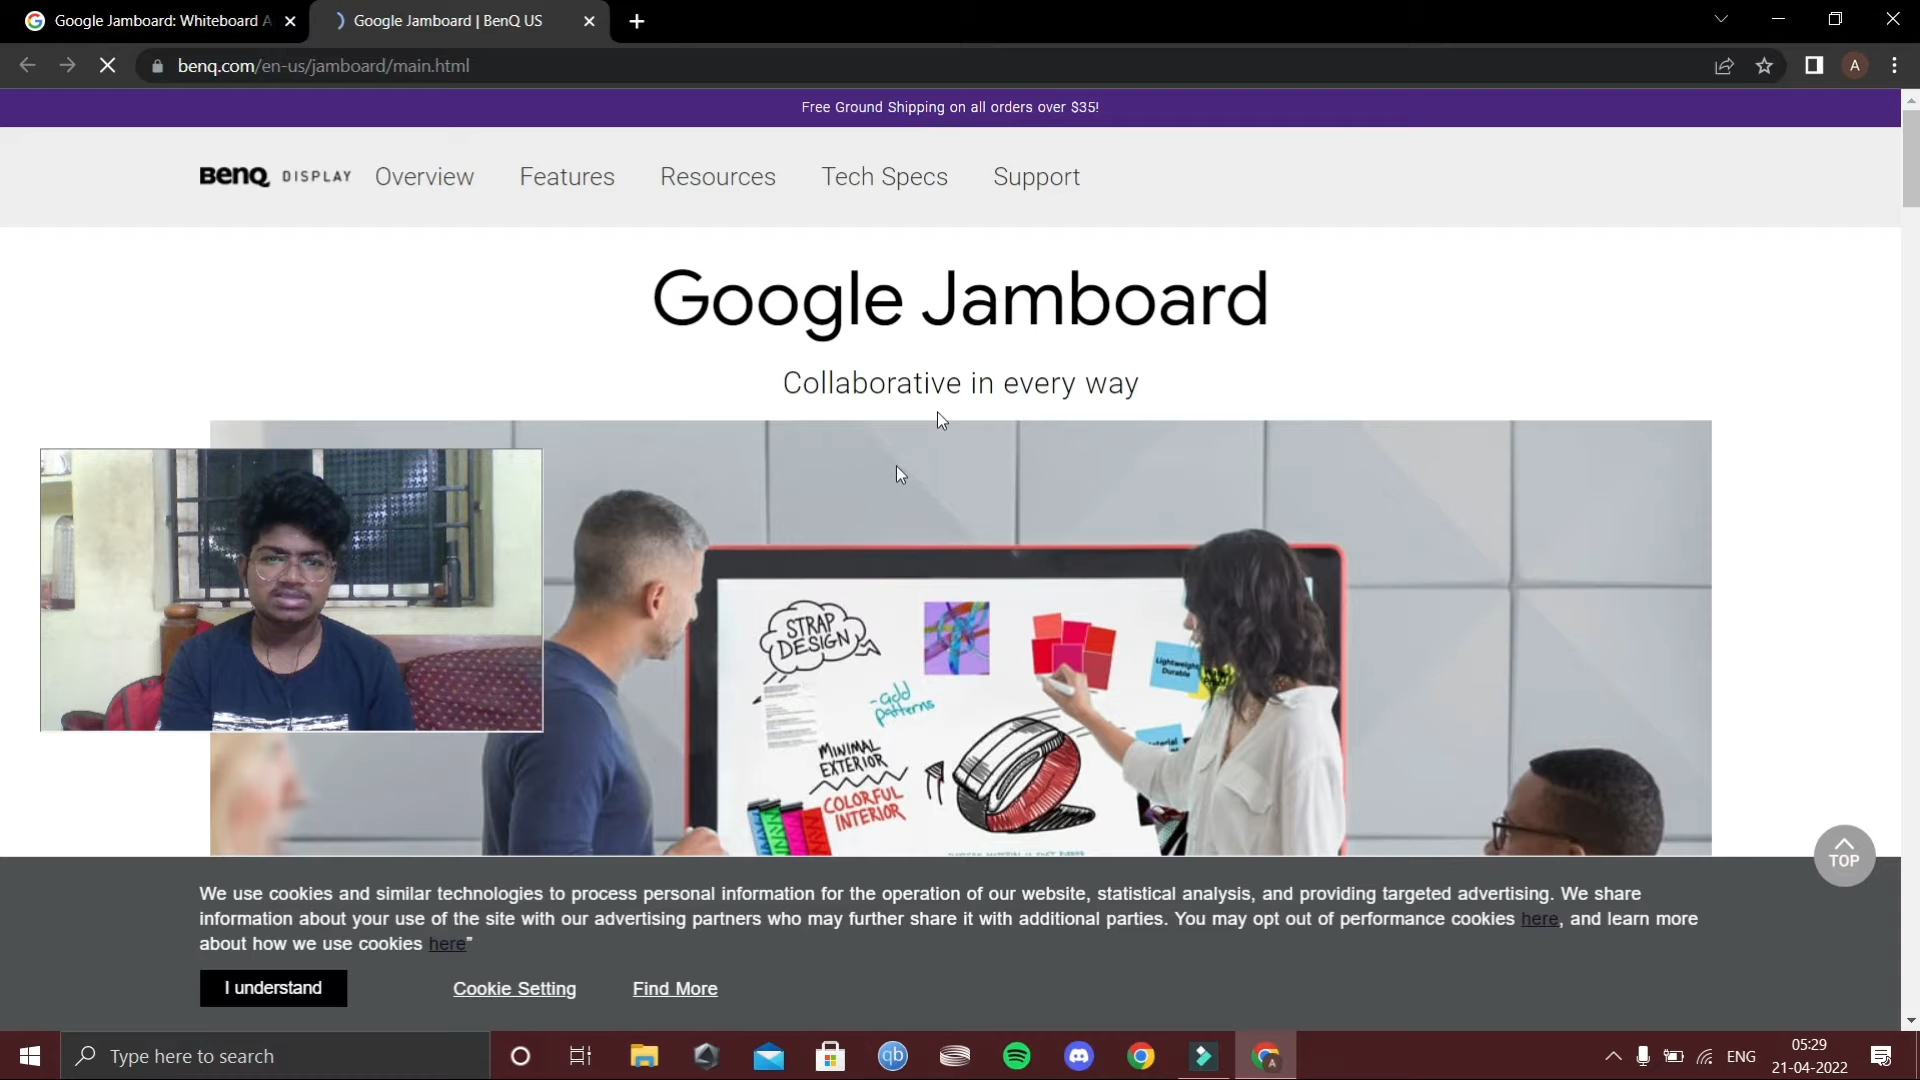 Google Jamboard: Whiteboard A
Google Jamboard | BenQ US
benq.com/en-us/jamboard/main.html
A
Free Ground Shipping on all orders over $35!
BenQ DISPLAY Overview Features Resources Tech Specs Support
Google Jamboard
Collaborative in every way
STRAP
DESIGN
Lightweight
Durable
-add
patterns
MINIMAL
EXTERIOR
COLORFUL
INTERIOR
TOP
We use cookies and similar technologies to process personal information for the operation of our website, statistical analysis, and providing targeted advertising. We share
information about your use of the site with our advertising partners who may further share it with additional parties. You may opt out of performance cookies here, and learn more
about how we use cookies here”
I understand Cookie Setting Find More
Type here to search
qb
A
ENG
05:29
21-04-2022